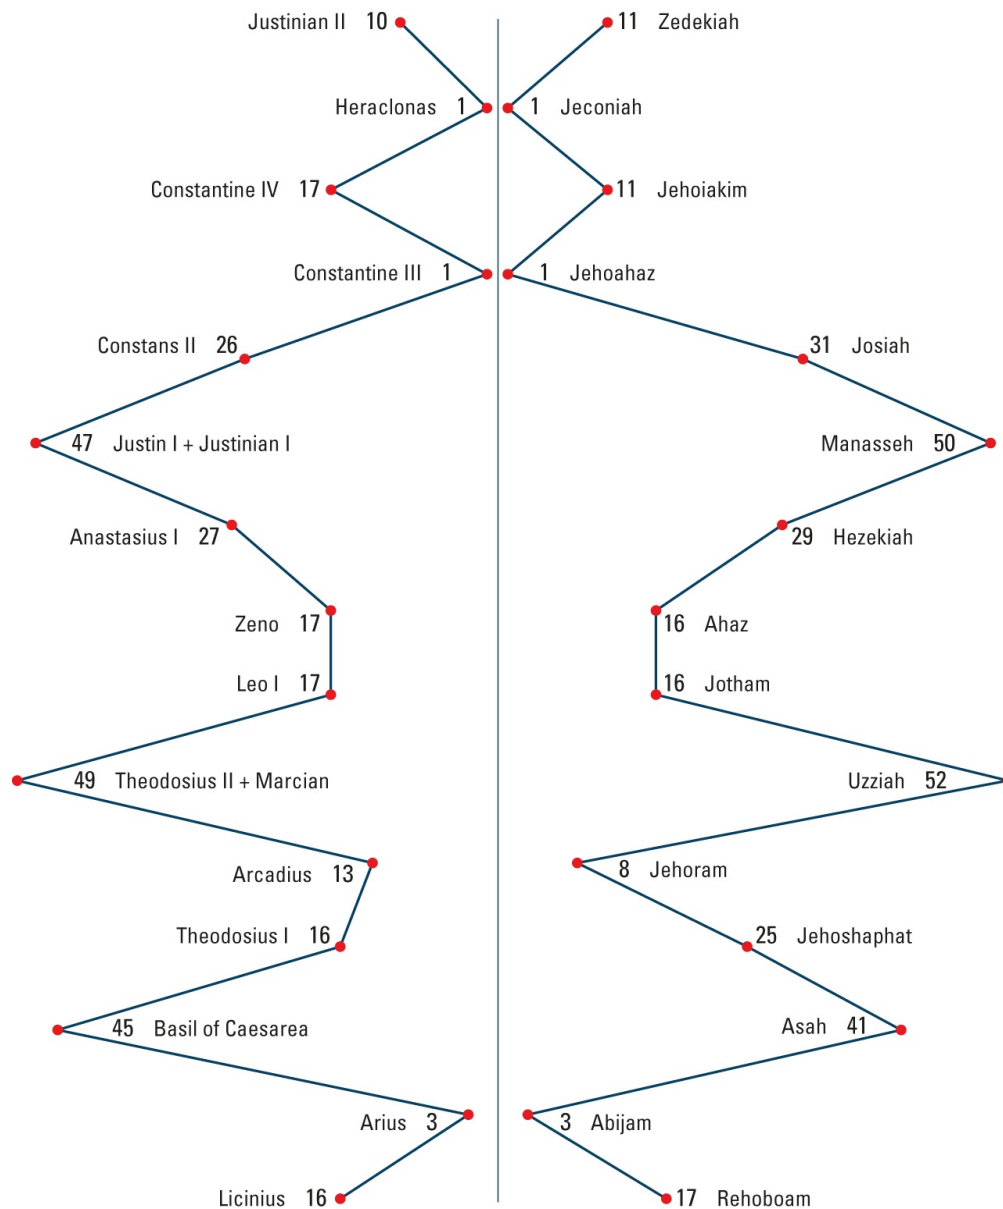 Justinian II 10 11 Zedekiah
Heraclonas 1 1 Jeconiah
Constantine IV 17 11 Jehoiakim
Constantine III 1 1 Jehoahaz
Constans II 26 31 Josiah
47 Justin I + Justinian I Manasseh 50
Anastasius I 27 29 Hezekiah
Zeno 17 16 Ahaz
Leo I 17 16 Jotham
49 Theodosius II + Marcian Uzziah 52
Arcadius 13 8 Jehoram
Theodosius I 16 25 Jehoshaphat
45 Basil of Caesarea Asah 41
Arius 3 3 Abijam
Licinius 16 17 Rehoboam